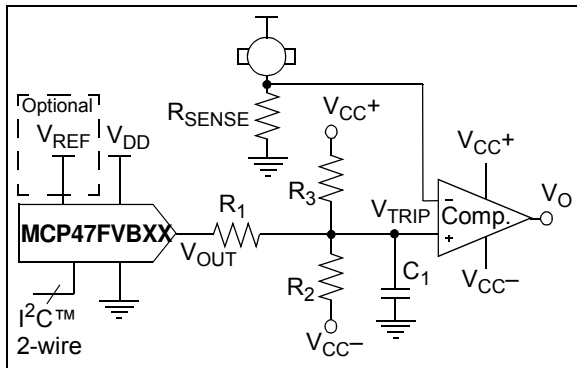 Optional
VREF
VDD
RSENSE
VCC+
R3
VCC+
MCP47FVBXX
R1
VOUT
VTRIP
–
Comp.
+
VO
I²C™
2-wire
R2
C1
VCC–
VCC–